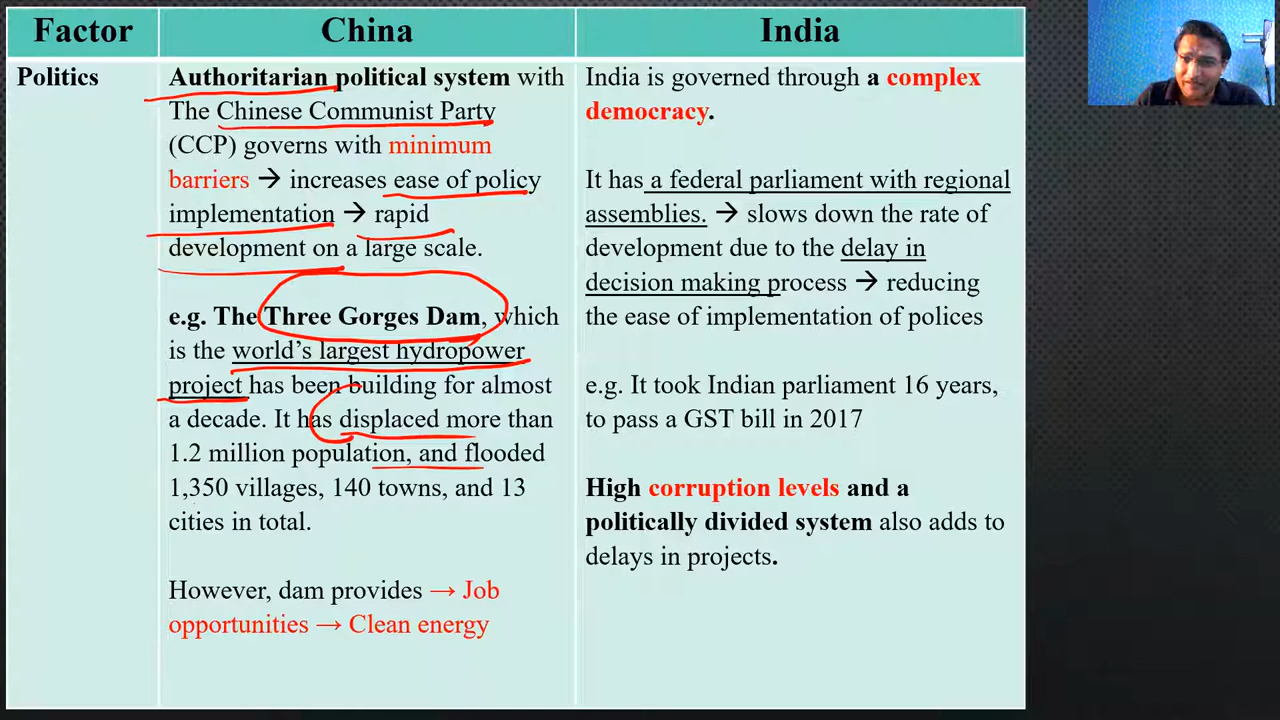 Factor China India
Politics
Authoritarian political system with
The Chinese Communist Party
(CCP) governs with minimum
barriers → increases ease of policy
implementation → rapid
development on a large scale.
e.g. The Three Gorges Dam, which
is the world's largest hydropower
project has been building for almost
a decade. It has displaced more than
1.2 million population, and flooded
1,350 villages, 140 towns, and 13
cities in total.
However, dam provides → Job
opportunities → Clean energy
India is governed through a complex
democracy.
It has a federal parliament with regional
assemblies. → slows down the rate of
development due to the delay in
decision making process → reducing
the ease of implementation of polices
e.g. It took Indian parliament 16 years,
to pass a GST bill in 2017
High corruption levels and a
politically divided system also adds to
delays in projects.